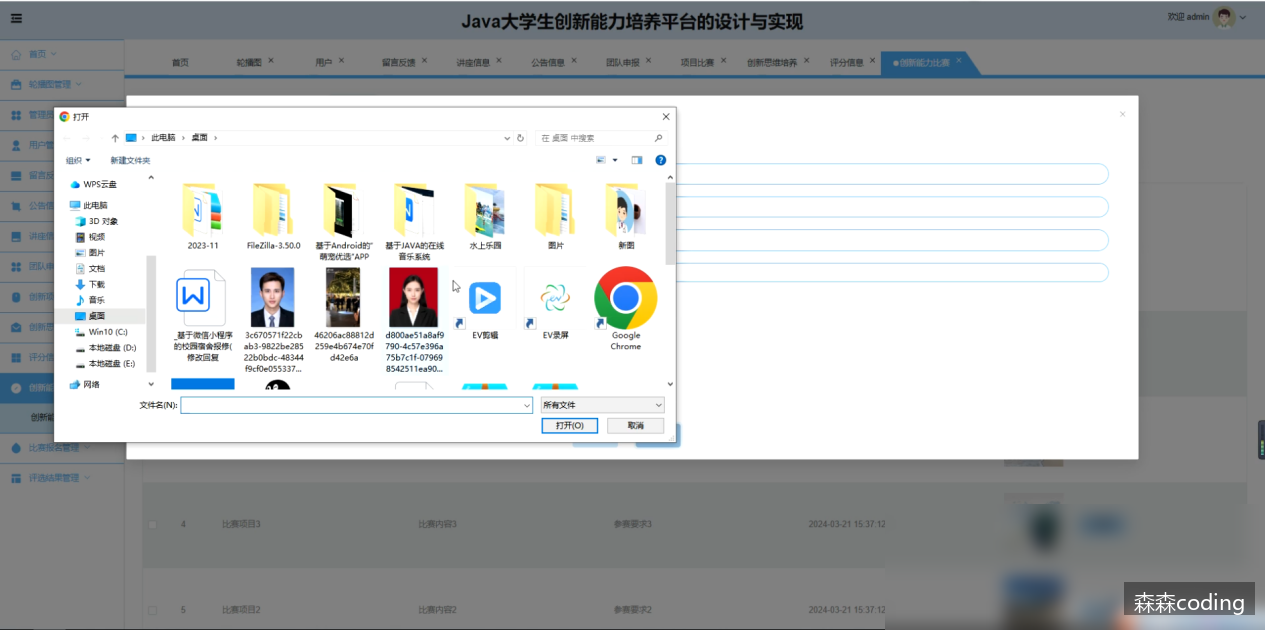 Java大学生创新能力培养平台的设计与实现
欢迎 admin
首页
轮播图
用户
留言反馈
讲座信息
公告信息
团队申报
项目比赛
创新思维培养
评分信息
创新能力比赛
首页
轮播图管理
管理员
用户管
留言反
公告信
讲座信
团队申
创新项
创新思
评分信
创新能
创新能
比赛报名管理
评选结果管理
打开
此电脑
桌面
在 桌面 中搜索
组织
新建文件夹
WPS云盘
此电脑
3D 对象
视频
图片
文档
下载
音乐
桌面
Win10 (C:)
本地磁盘 (D:)
本地磁盘 (E:)
网络
2023-11
FileZilla-3.50.0
基于Android的"
萌宠优选"APP
基于JAVA的在线
音乐系统
水上乐园
图片
新图
_基于微信小程序
的校园宿舍报修(
修改回复
3c670571f22cb
ab3-9822be285
22b0bdc-48344
f9cf0e055337...
46206ac88812d
259e4b674e70f
d42e6a
d800ae51a8af9
790-4c57e396a
75b7c1f-07969
8542511ea90...
EV剪辑
EV录屏
Google
Chrome
文件名(N):
所有文件
打开(O)
取消
4
比赛项目3
比赛内容3
参赛要求3
2024-03-21 15:37:12
5
比赛项目2
比赛内容2
参赛要求2
2024-03-21 15:37:12
森森coding